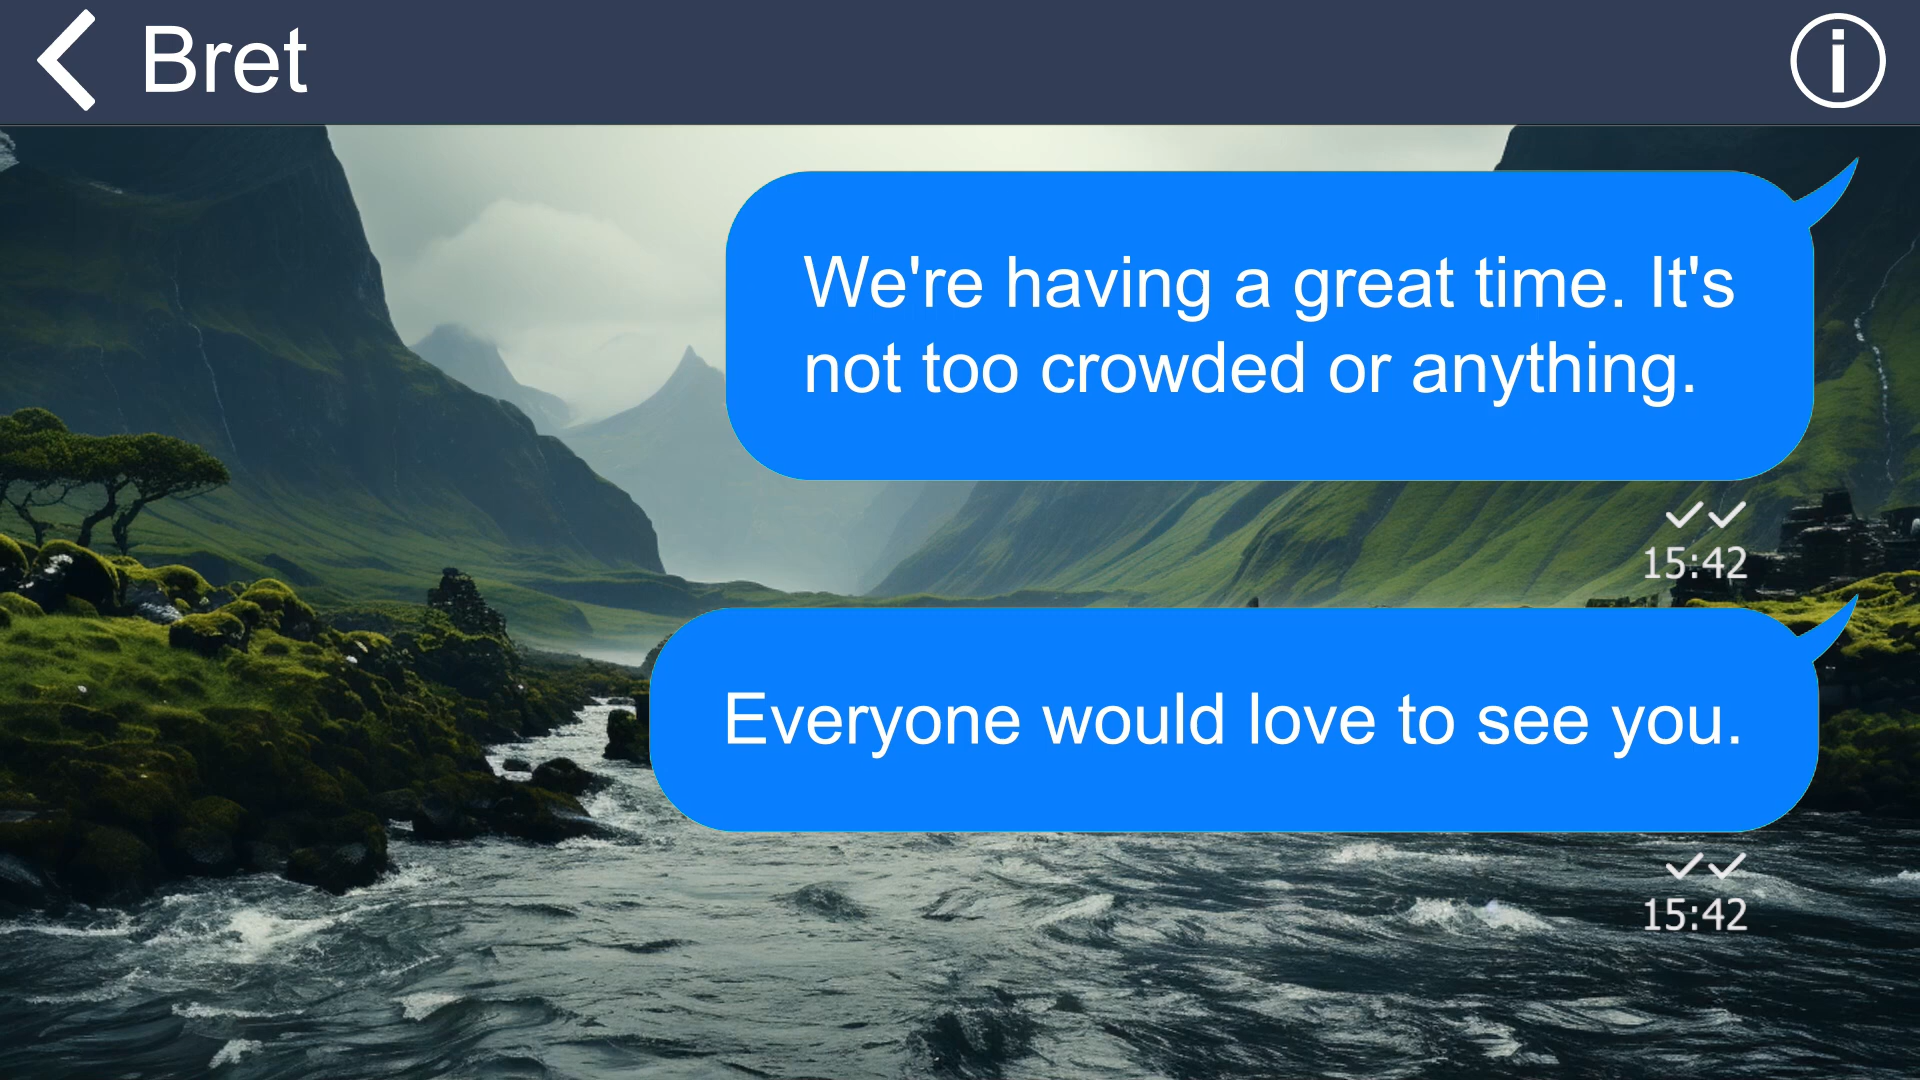 Bret
We're having a great time. It's
not too crowded or anything.
15:42
Everyone would love to see you.
15:42